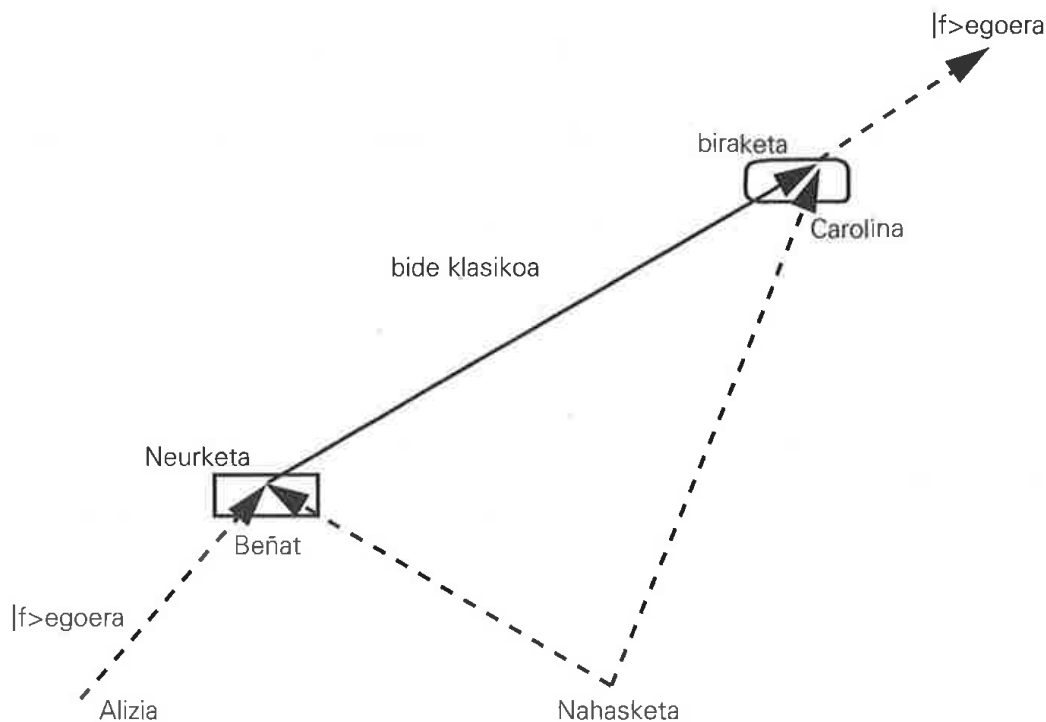 |f>egoera
biraketa
Carolina
bide klasikoa
Neurketa
Beñat
|f>egoera
Alizia
Nahasketa